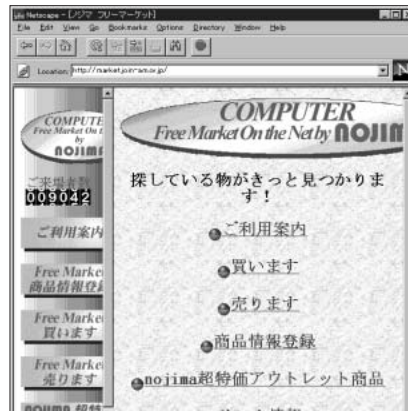 Netscape - [ノジマ フリーマーケット]
File Edit View Go Bookmarks Options Directory Window Help
Location: http://market.join-am.or.jp/
N
COMPUTE
Free Market On t
by
NOJIMA
ご来場者数
009042
ご利用案内
Free Marke
商品情報登
Free Marke
買います
Free Marke
売ります
COMPUTER
Free Market On the Net by NOJIMA
探している物がきっと見つかりま
す！
ご利用案内
買います
売ります
商品情報登録
nojima超特価アウトレット商品